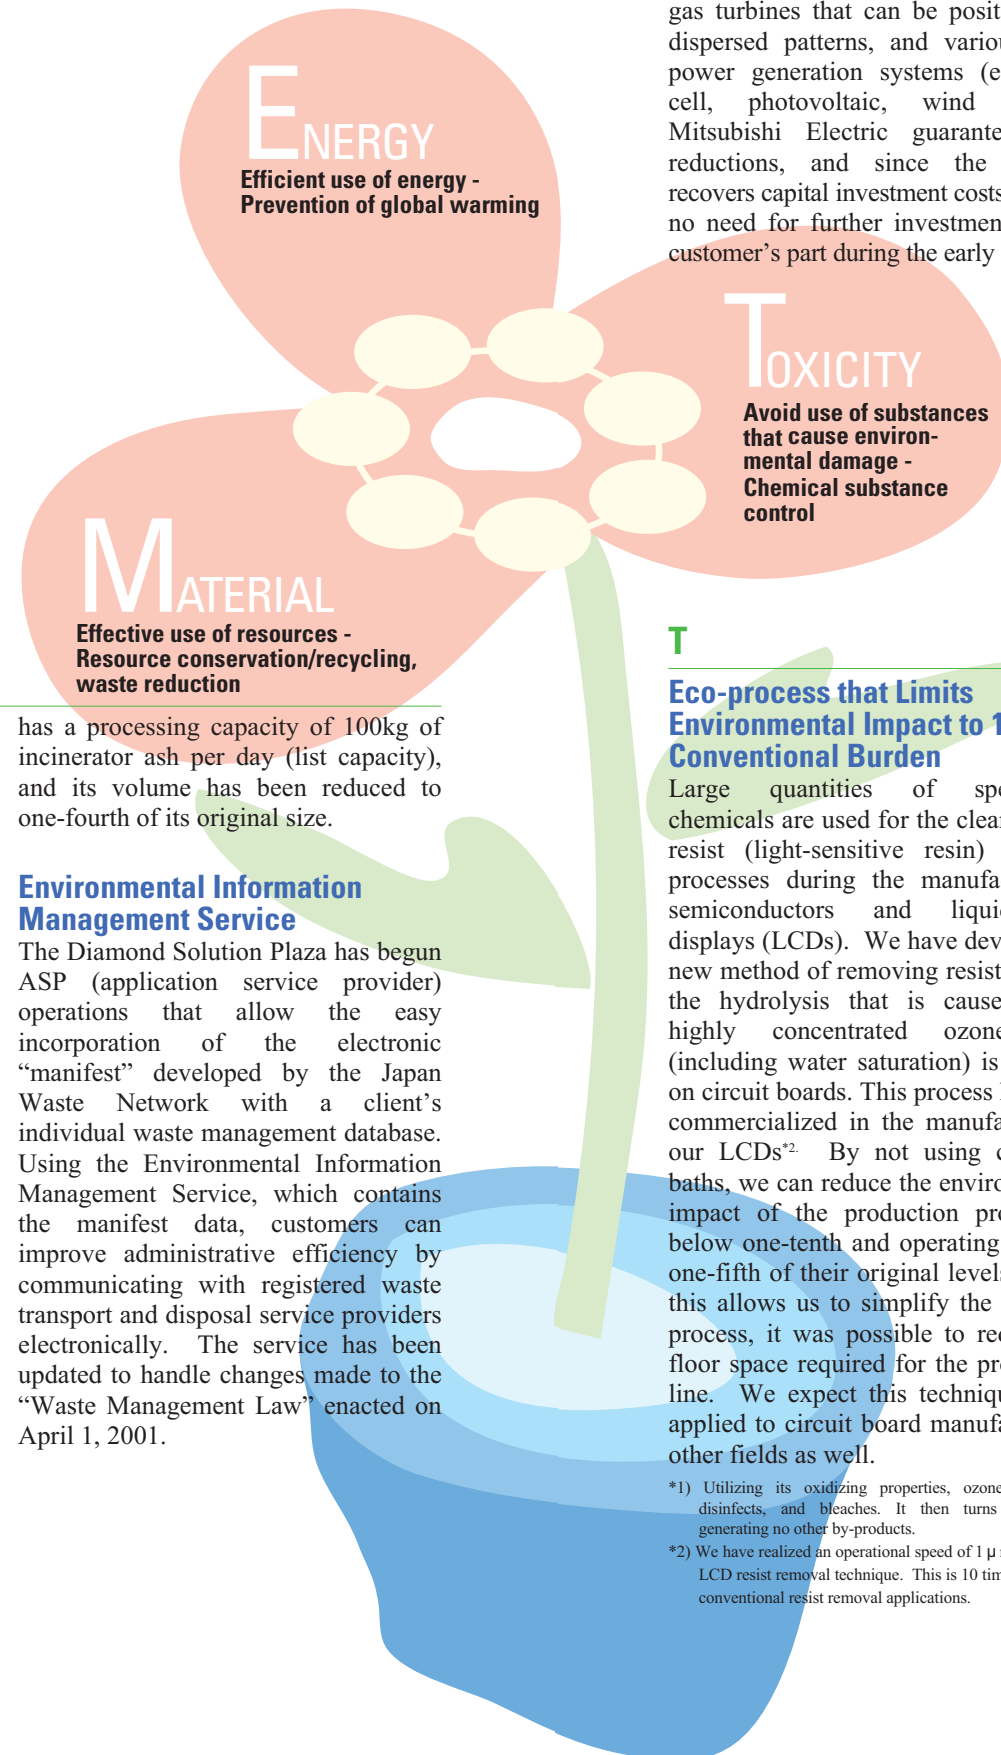 ENERGY
Efficient use of energy -
Prevention of global warming
MATERIAL
Effective use of resources -
Resource conservation/recycling,
waste reduction
has a processing capacity of 100kg of
incinerator ash per day (list capacity),
and its volume has been reduced to
one-fourth of its original size.
Environmental Information
Management Service
The Diamond Solution Plaza has begun
ASP (application service provider)
operations that allow the easy
incorporation of the electronic
“manifest” developed by the Japan
Waste Network with a client’s
individual waste management database.
Using the Environmental Information
Management Service, which contains
the manifest data, customers can
improve administrative efficiency by
communicating with registered waste
transport and disposal service providers
electronically. The service has been
updated to handle changes made to the
“Waste Management Law” enacted on
April 1, 2001.
gas turbines that can be posit
dispersed patterns, and variou
power generation systems (e
cell, photovoltaic, wind
Mitsubishi Electric guarante
reductions, and since the
recovers capital investment costs
no need for further investmen
customer’s part during the early
TOXICITY
Avoid use of substances
that cause environ-
mental damage -
Chemical substance
control
T
Eco-process that Limits
Environmental Impact to 1
Conventional Burden
Large quantities of spe
chemicals are used for the clear
resist (light-sensitive resin)
processes during the manufa
semiconductors and liqui
displays (LCDs). We have dev
new method of removing resist
the hydrolysis that is cause
highly concentrated ozone
(including water saturation) is
on circuit boards. This process
commercialized in the manufa
our LCDs*2. By not using c
baths, we can reduce the enviro
impact of the production pro
below one-tenth and operating
one-fifth of their original levels
this allows us to simplify the
process, it was possible to rec
floor space required for the pro
line. We expect this techniqu
applied to circuit board manufa
other fields as well.
*1) Utilizing its oxidizing properties, ozone
disinfects, and bleaches. It then turns
generating no other by-products.
*2) We have realized an operational speed of 1 μ
LCD resist removal technique. This is 10 tim
conventional resist removal applications.